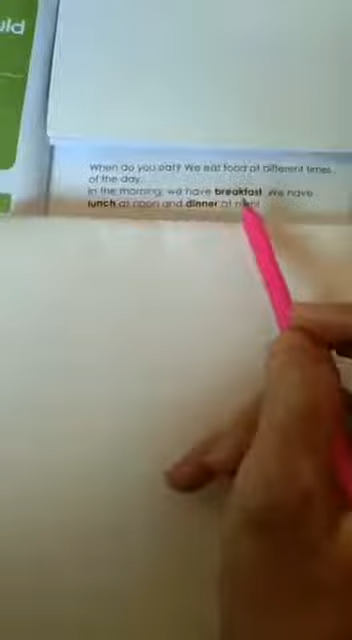 uld
When do you eat? We eat food at different times
of the day.
In the morning, we have breakfast. We have
lunch at noon and dinner at night.